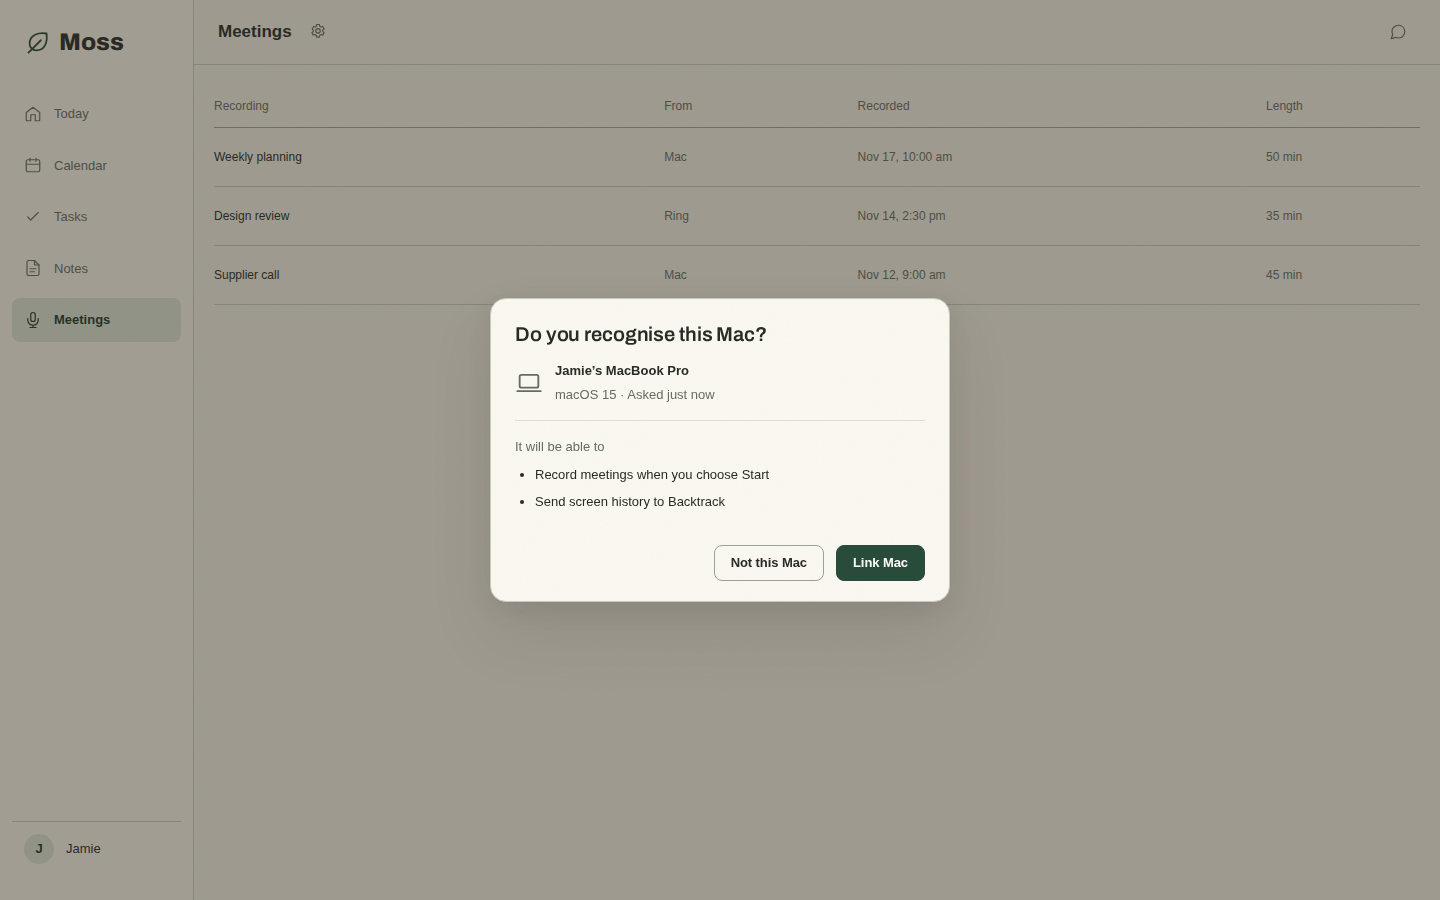 Moss
Today
Calendar
Tasks
Notes
Meetings
J
Jamie
Meetings
Recording From Recorded Length
Weekly planning Mac Nov 17, 10:00 am 50 min
Design review Ring Nov 14, 2:30 pm 35 min
Supplier call Mac Nov 12, 9:00 am 45 min
Do you recognise this Mac?
Jamie's MacBook Pro
macOS 15 · Asked just now
It will be able to
• Record meetings when you choose Start
• Send screen history to Backtrack
Not this Mac Link Mac